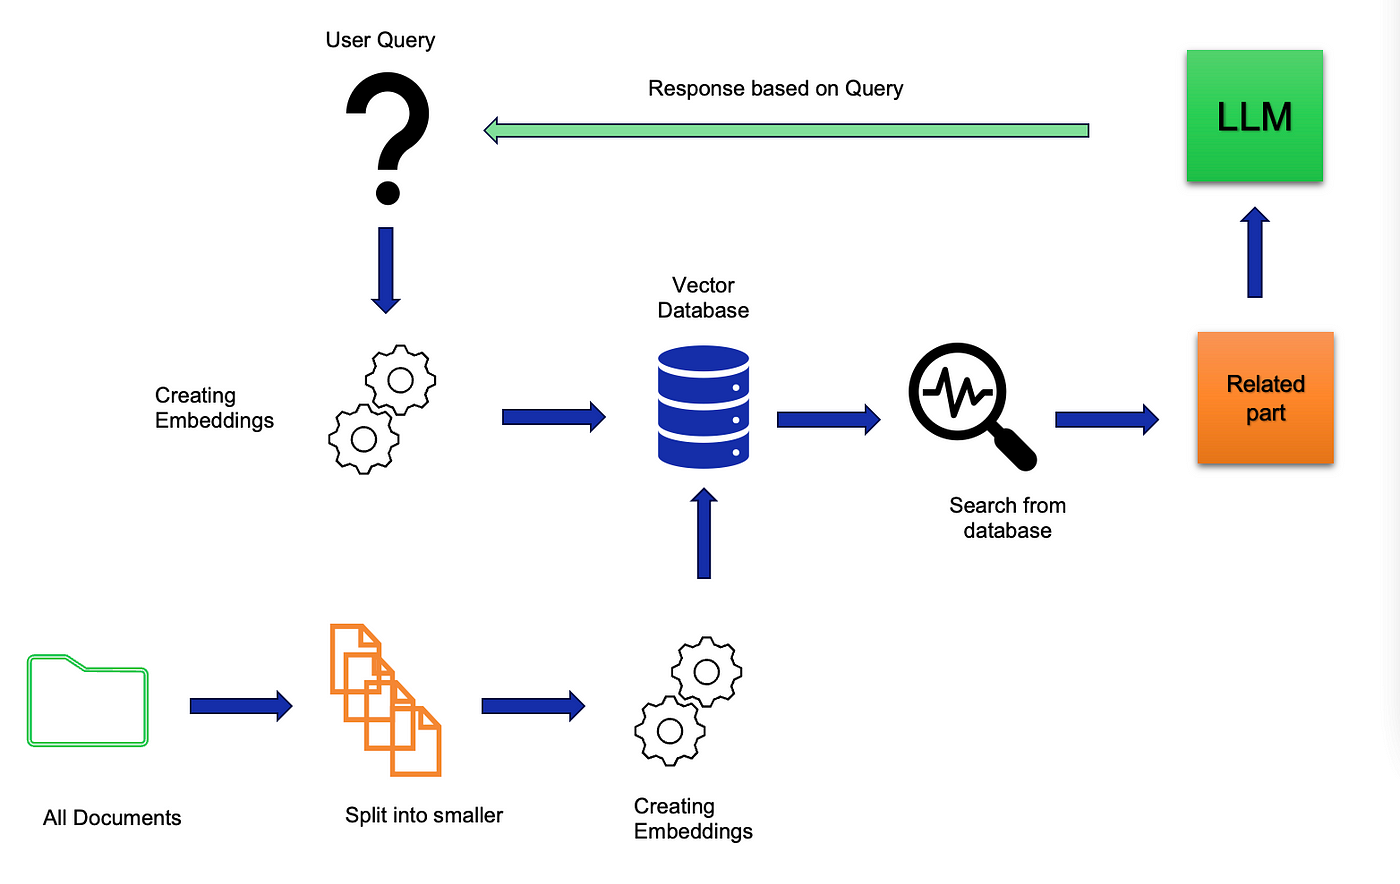 User Query
Response based on Query
LLM
Vector
Database
Creating
Embeddings
Related
part
Search from
database
All Documents
Split into smaller
Creating
Embeddings